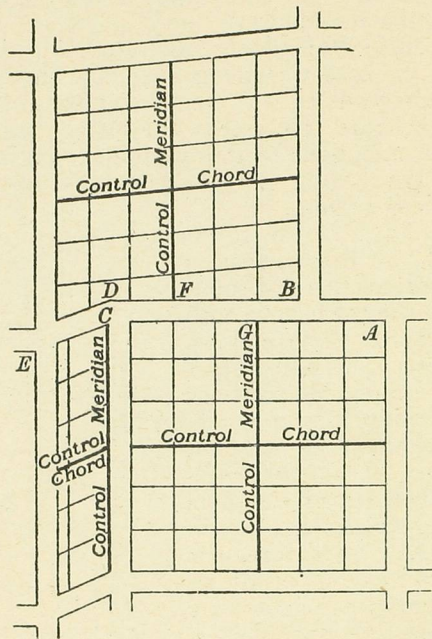 Meridian
Control Chord
Control
D F B
C
G A
E
Meridian
Meridian
Control
Chord
Control Chord
Control
Control